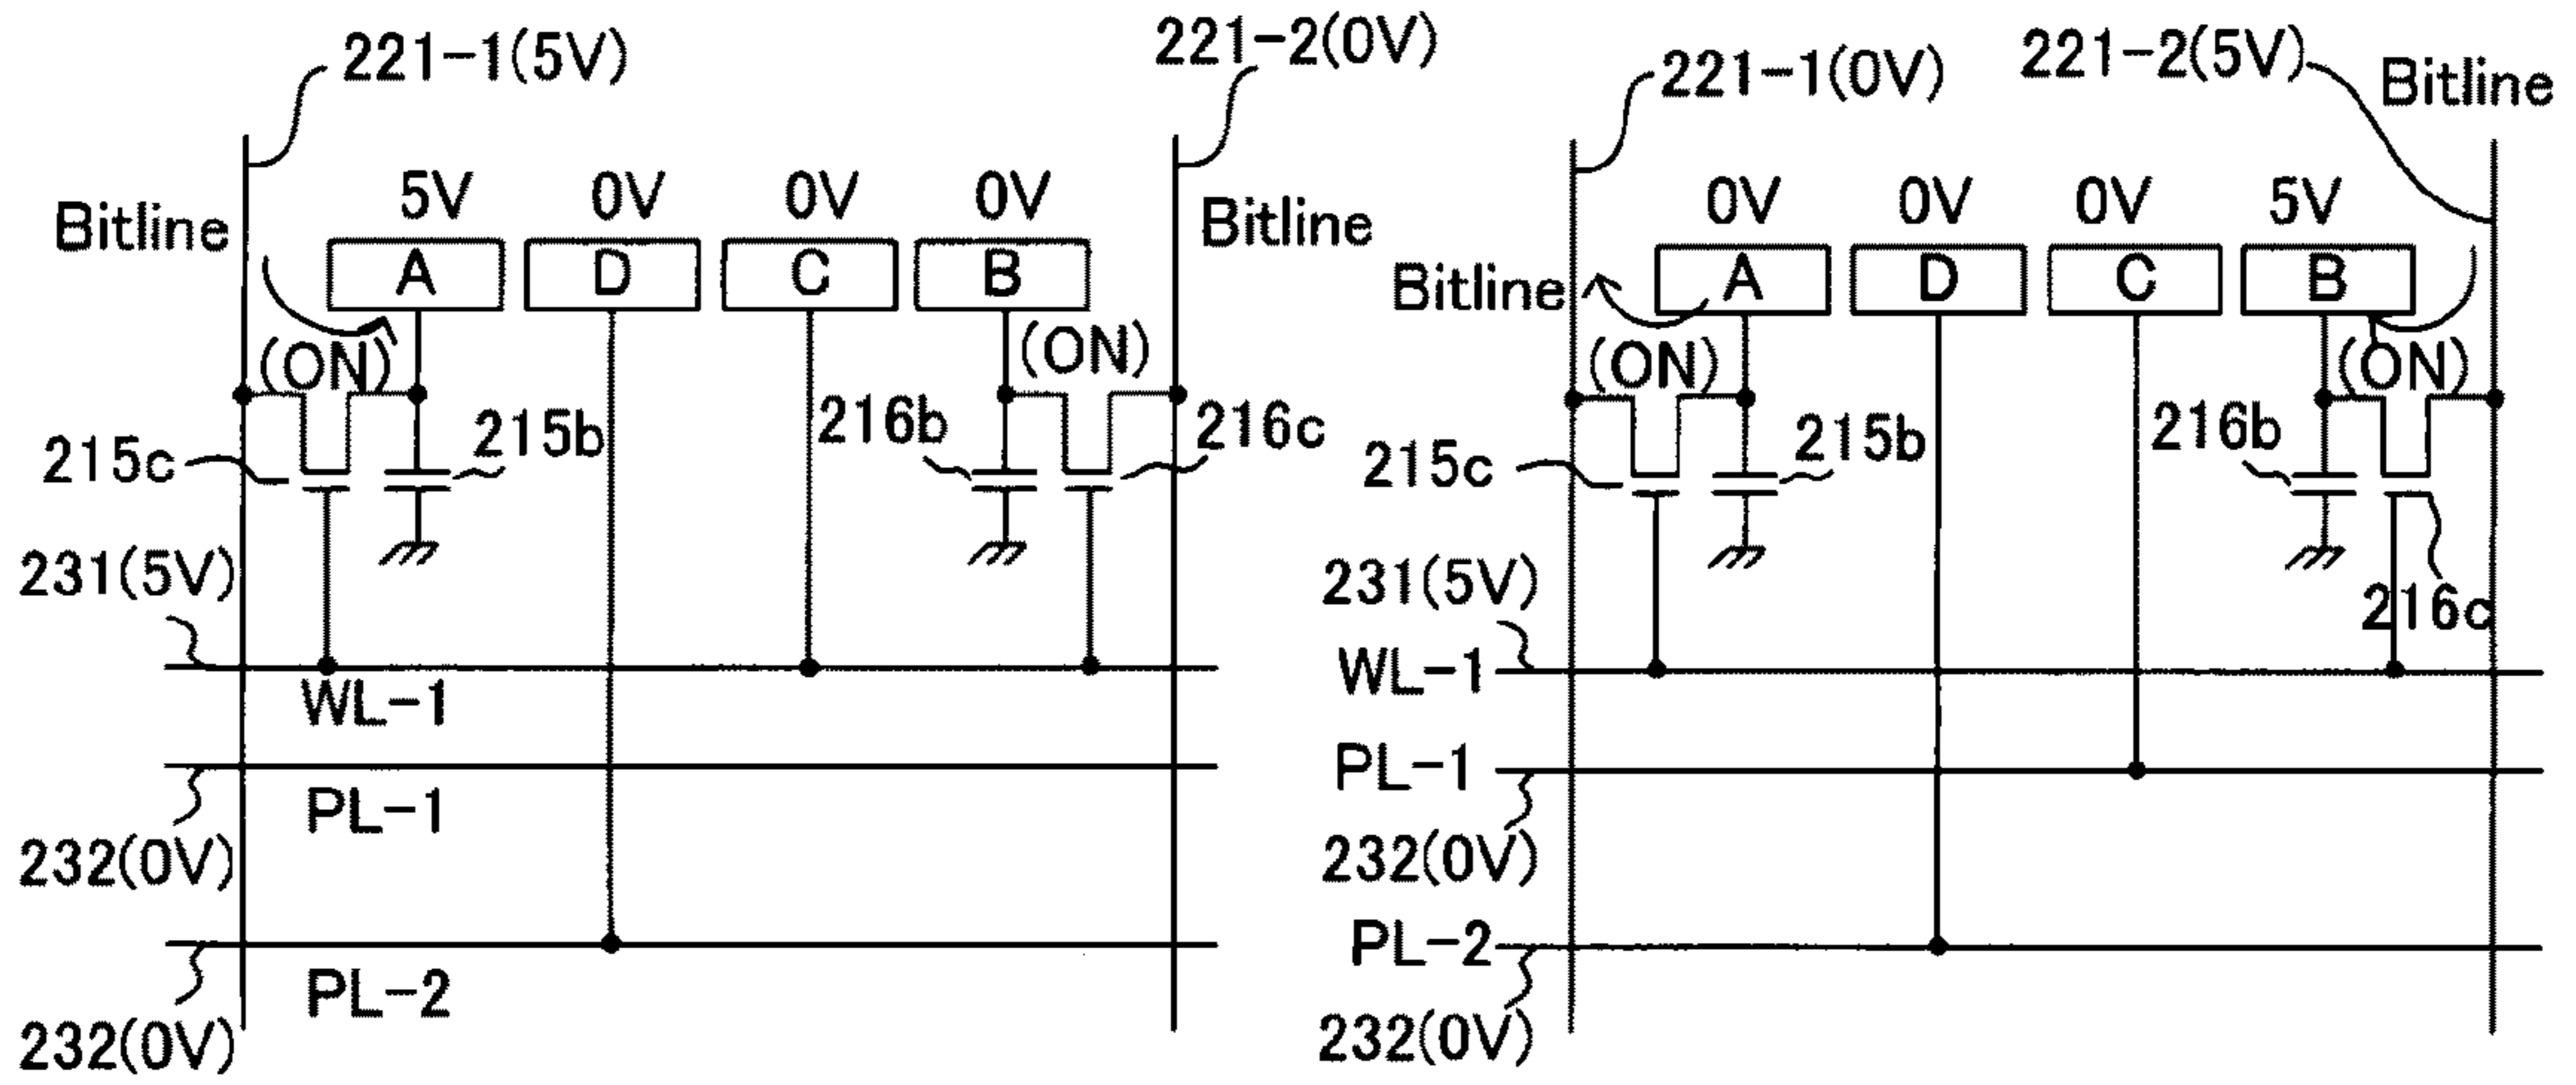 221-1(5V)
221-2(0V)
Bitline
5V 0V 0V 0V
Bitline
A D C B
(ON) (ON)
215c 215b 216b 216c
231(5V)
WL-1
PL-1
232(0V)
PL-2
232(0V)
221-1(0V)
221-2(5V)
Bitline
0V 0V 0V 5V
Bitline
A D C B
(ON) (ON)
215c 215b 216b
216c
231(5V)
WL-1
PL-1
232(0V)
PL-2
232(0V)